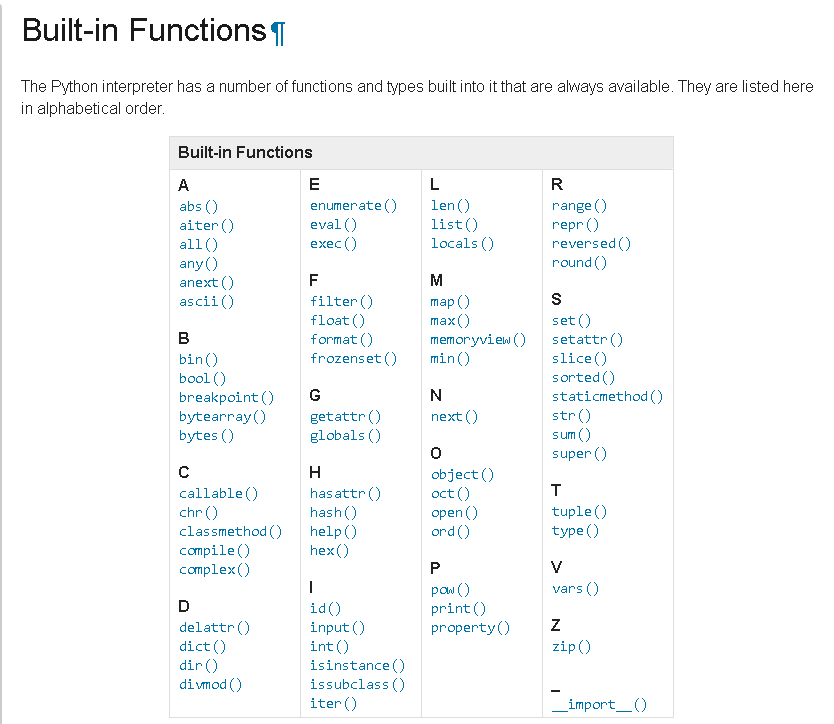 Built-in Functions¶
The Python interpreter has a number of functions and types built into it that are always available. They are listed here
in alphabetical order.
Built-in Functions
A
abs()
aiter()
all()
any()
anext()
ascii()
B
bin()
bool()
breakpoint()
bytearray()
bytes()
C
callable()
chr()
classmethod()
compile()
complex()
D
delattr()
dict()
dir()
divmod()
E
enumerate()
eval()
exec()
F
filter()
float()
format()
frozenset()
G
getattr()
globals()
H
hasattr()
hash()
help()
hex()
I
id()
input()
int()
isinstance()
issubclass()
iter()
L
len()
list()
locals()
M
map()
max()
memoryview()
min()
N
next()
O
object()
oct()
open()
ord()
P
pow()
print()
property()
R
range()
repr()
reversed()
round()
S
set()
setattr()
slice()
sorted()
staticmethod()
str()
sum()
super()
T
tuple()
type()
V
vars()
Z
zip()
_
__import__()